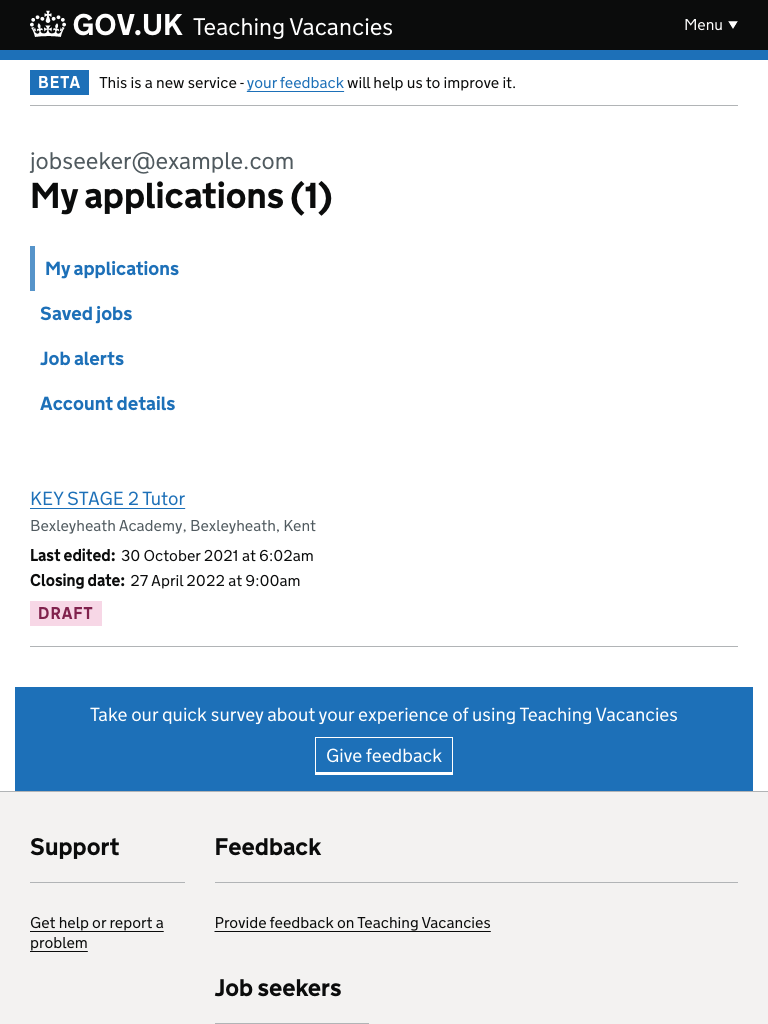 GOV.UK Teaching Vacancies Menu ▼
BETA This is a new service - your feedback will help us to improve it.
jobseeker@example.com
My applications (1)
My applications
Saved jobs
Job alerts
Account details
KEY STAGE 2 Tutor
Bexleyheath Academy, Bexleyheath, Kent
Last edited: 30 October 2021 at 6:02am
Closing date: 27 April 2022 at 9:00am
DRAFT
Take our quick survey about your experience of using Teaching Vacancies
Give feedback
Support
Get help or report a
problem
Feedback
Provide feedback on Teaching Vacancies
Job seekers